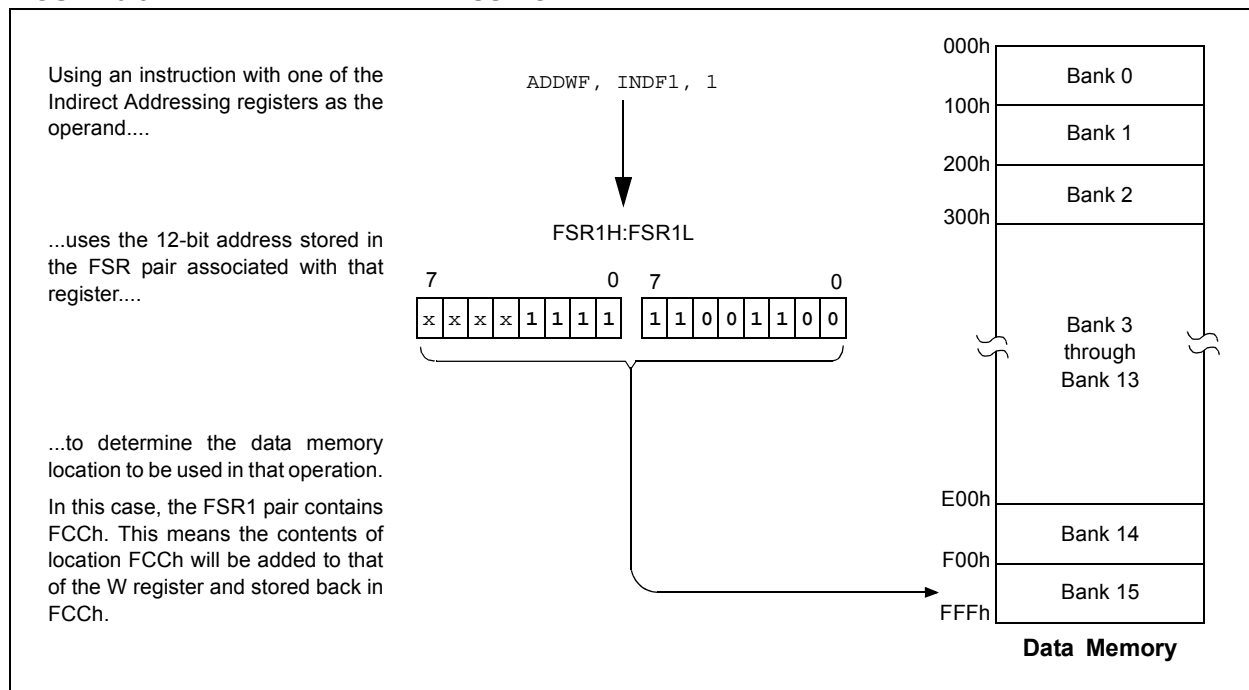 Using an instruction with one of the
Indirect Addressing registers as the
operand....
ADDWF, INDF1, 1
FSR1H:FSR1L
...uses the 12-bit address stored in
the FSR pair associated with that
register....
7 0 7 0
x x x x 1 1 1 1 1 1 0 0 1 1 0 0
...to determine the data memory
location to be used in that operation.
In this case, the FSR1 pair contains
FCCh. This means the contents of
location FCCh will be added to that
of the W register and stored back in
FCCh.
000h
Bank 0
100h
Bank 1
200h
Bank 2
300h
Bank 3
through
Bank 13
E00h
Bank 14
F00h
Bank 15
FFFh
Data Memory